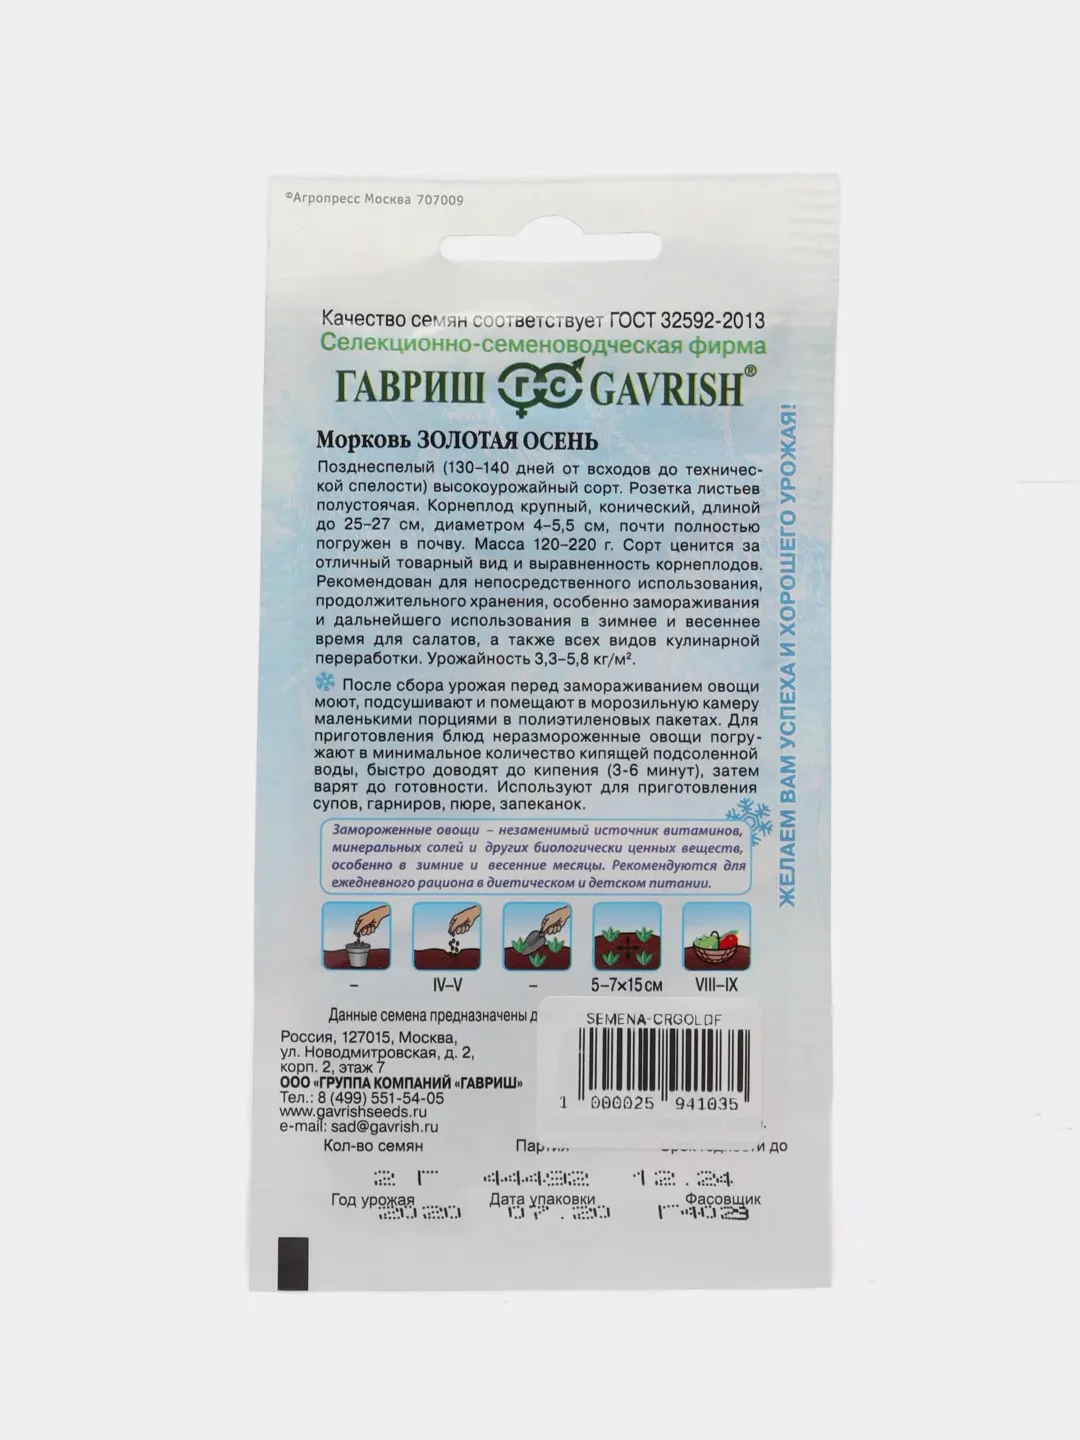 ©Агропресс Москва 707009
Качество семян соответствует ГОСТ 32592-2013
Селекционно-семеноводческая фирма
ГАВРИШ ГС GAVRISH®
Морковь ЗОЛОТАЯ ОСЕНЬ
Позднеспелый (130–140 дней от всходов до техничес-
кой спелости) высокоурожайный сорт. Розетка листьев
полустоячая. Корнеплод крупный, конический, длиной
до 25–27 см, диаметром 4–5,5 см, почти полностью
погружен в почву. Масса 120–220 г. Сорт ценится за
отличный товарный вид и выравненность корнеплодов.
Рекомендован для непосредственного использования,
продолжительного хранения, особенно замораживания
и дальнейшего использования в зимнее и весеннее
время для салатов, а также всех видов кулинарной
переработки. Урожайность 3,3–5,8 кг/м².
После сбора урожая перед замораживанием овощи
моют, подсушивают и помещают в морозильную камеру
маленькими порциями в полиэтиленовых пакетах. Для
приготовления блюд неразмороженные овощи погру-
жают в минимальное количество кипящей подсоленной
воды, быстро доводят до кипения (3-6 минут), затем
варят до готовности. Используют для приготовления
супов, гарниров, пюре, запеканок.
Замороженные овощи – незаменимый источник витаминов,
минеральных солей и других биологически ценных веществ,
особенно в зимние и весенние месяцы. Рекомендуются для
ежедневного рациона в диетическом и детском питании.
ЖЕЛАЕМ ВАМ УСПЕХА И ХОРОШЕГО УРОЖАЯ!
– IV–V – 5–7×15 см VIII–IX
Данные семена предназначены д
SEMENA-CRGOLDF
1 000025 941035
Россия, 127015, Москва,
ул. Новодмитровская, д. 2,
корп. 2, этаж 7
ООО «ГРУППА КОМПАНИЙ «ГАВРИШ»
Тел.: 8 (499) 551-54-05
www.gavrishseeds.ru
e-mail: sad@gavrish.ru
Кол-во семян Партия Срок годности до
2 Г 44492 12.24
Год урожая Дата упаковки Фасовщик
2020 07.20 Г4023